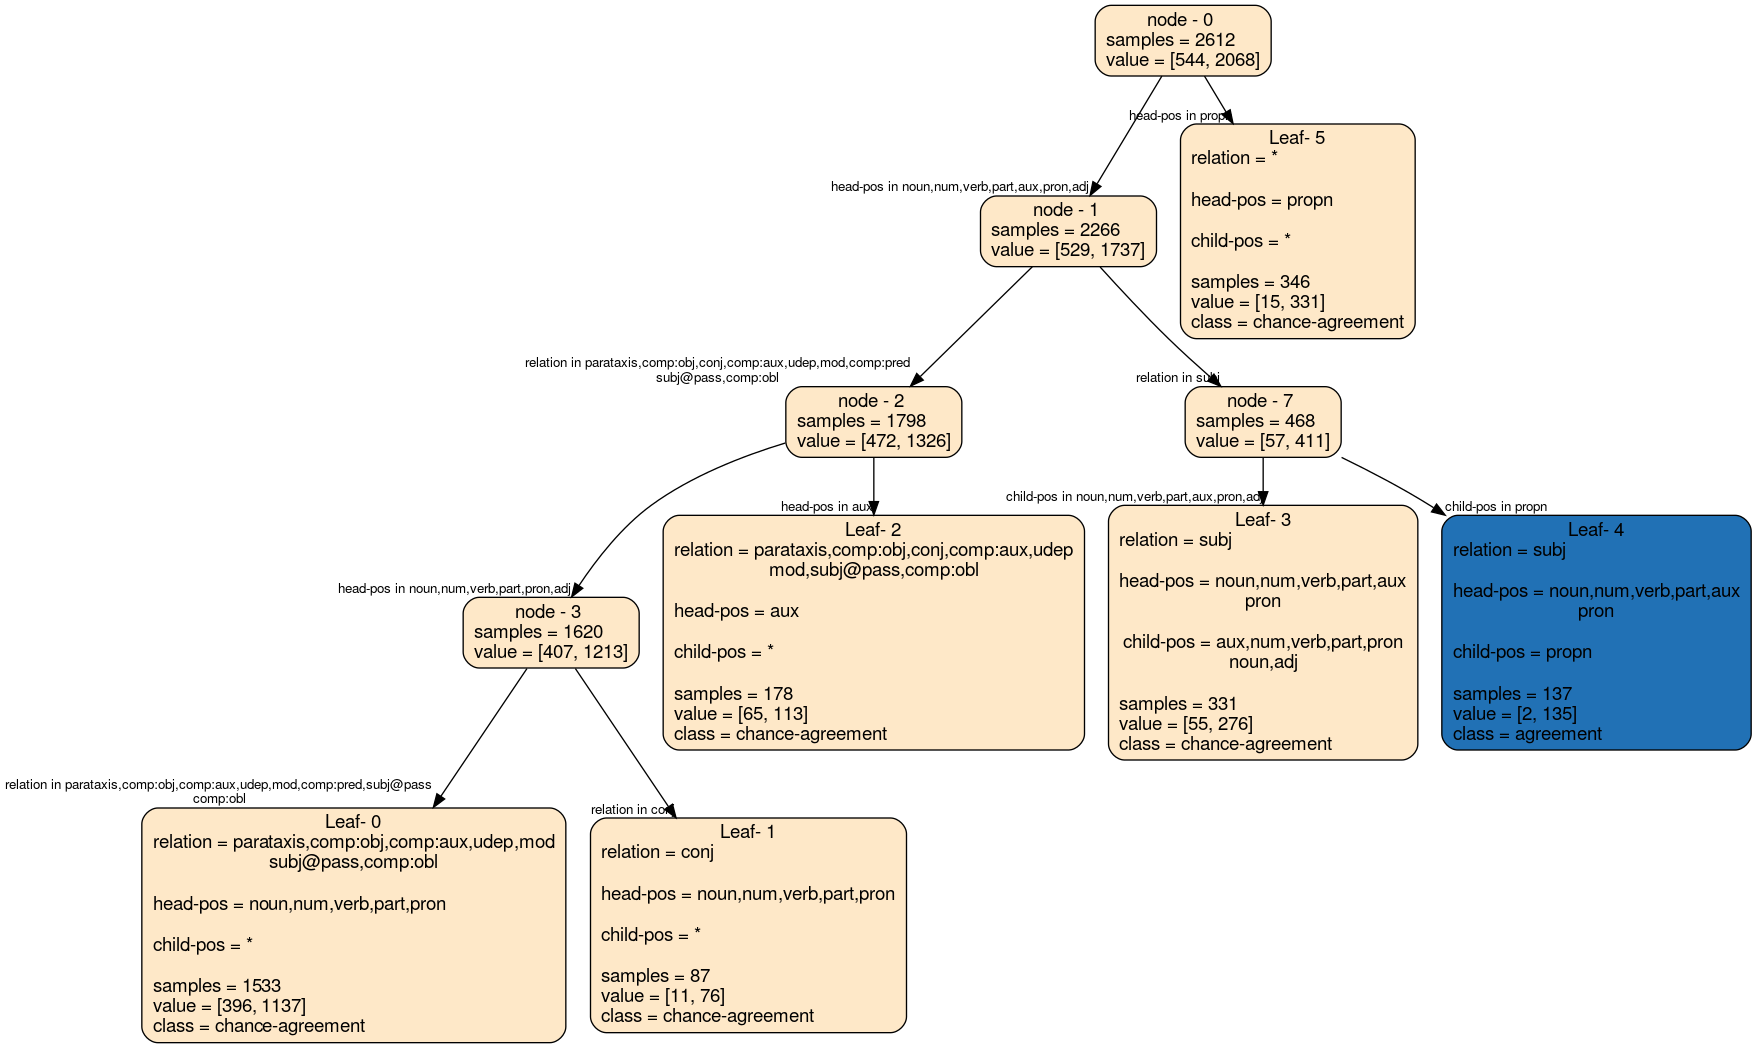 node - 0
samples = 2612
value = [544, 2068]
head-pos in propn
Leaf- 5
relation = *
head-pos = propn
child-pos = *
samples = 346
value = [15, 331]
class = chance-agreement
head-pos in noun,num,verb,part,aux,pron,adj
node - 1
samples = 2266
value = [529, 1737]
relation in parataxis,comp:obj,conj,comp:aux,udep,mod,comp:pred
subj@pass,comp:obl
node - 2
samples = 1798
value = [472, 1326]
relation in subj
node - 7
samples = 468
value = [57, 411]
head-pos in aux
Leaf- 2
relation = parataxis,comp:obj,conj,comp:aux,udep
mod,subj@pass,comp:obl
head-pos = aux
child-pos = *
samples = 178
value = [65, 113]
class = chance-agreement
child-pos in noun,num,verb,part,aux,pron,adj
Leaf- 3
relation = subj
head-pos = noun,num,verb,part,aux
pron
child-pos = aux,num,verb,part,pron
noun,adj
samples = 331
value = [55, 276]
class = chance-agreement
child-pos in propn
Leaf- 4
relation = subj
head-pos = noun,num,verb,part,aux
pron
child-pos = propn
samples = 137
value = [2, 135]
class = agreement
head-pos in noun,num,verb,part,pron,adj
node - 3
samples = 1620
value = [407, 1213]
relation in parataxis,comp:obj,comp:aux,udep,mod,comp:pred,subj@pass
comp:obl
Leaf- 0
relation = parataxis,comp:obj,comp:aux,udep,mod
subj@pass,comp:obl
head-pos = noun,num,verb,part,pron
child-pos = *
samples = 1533
value = [396, 1137]
class = chance-agreement
relation in conj
Leaf- 1
relation = conj
head-pos = noun,num,verb,part,pron
child-pos = *
samples = 87
value = [11, 76]
class = chance-agreement